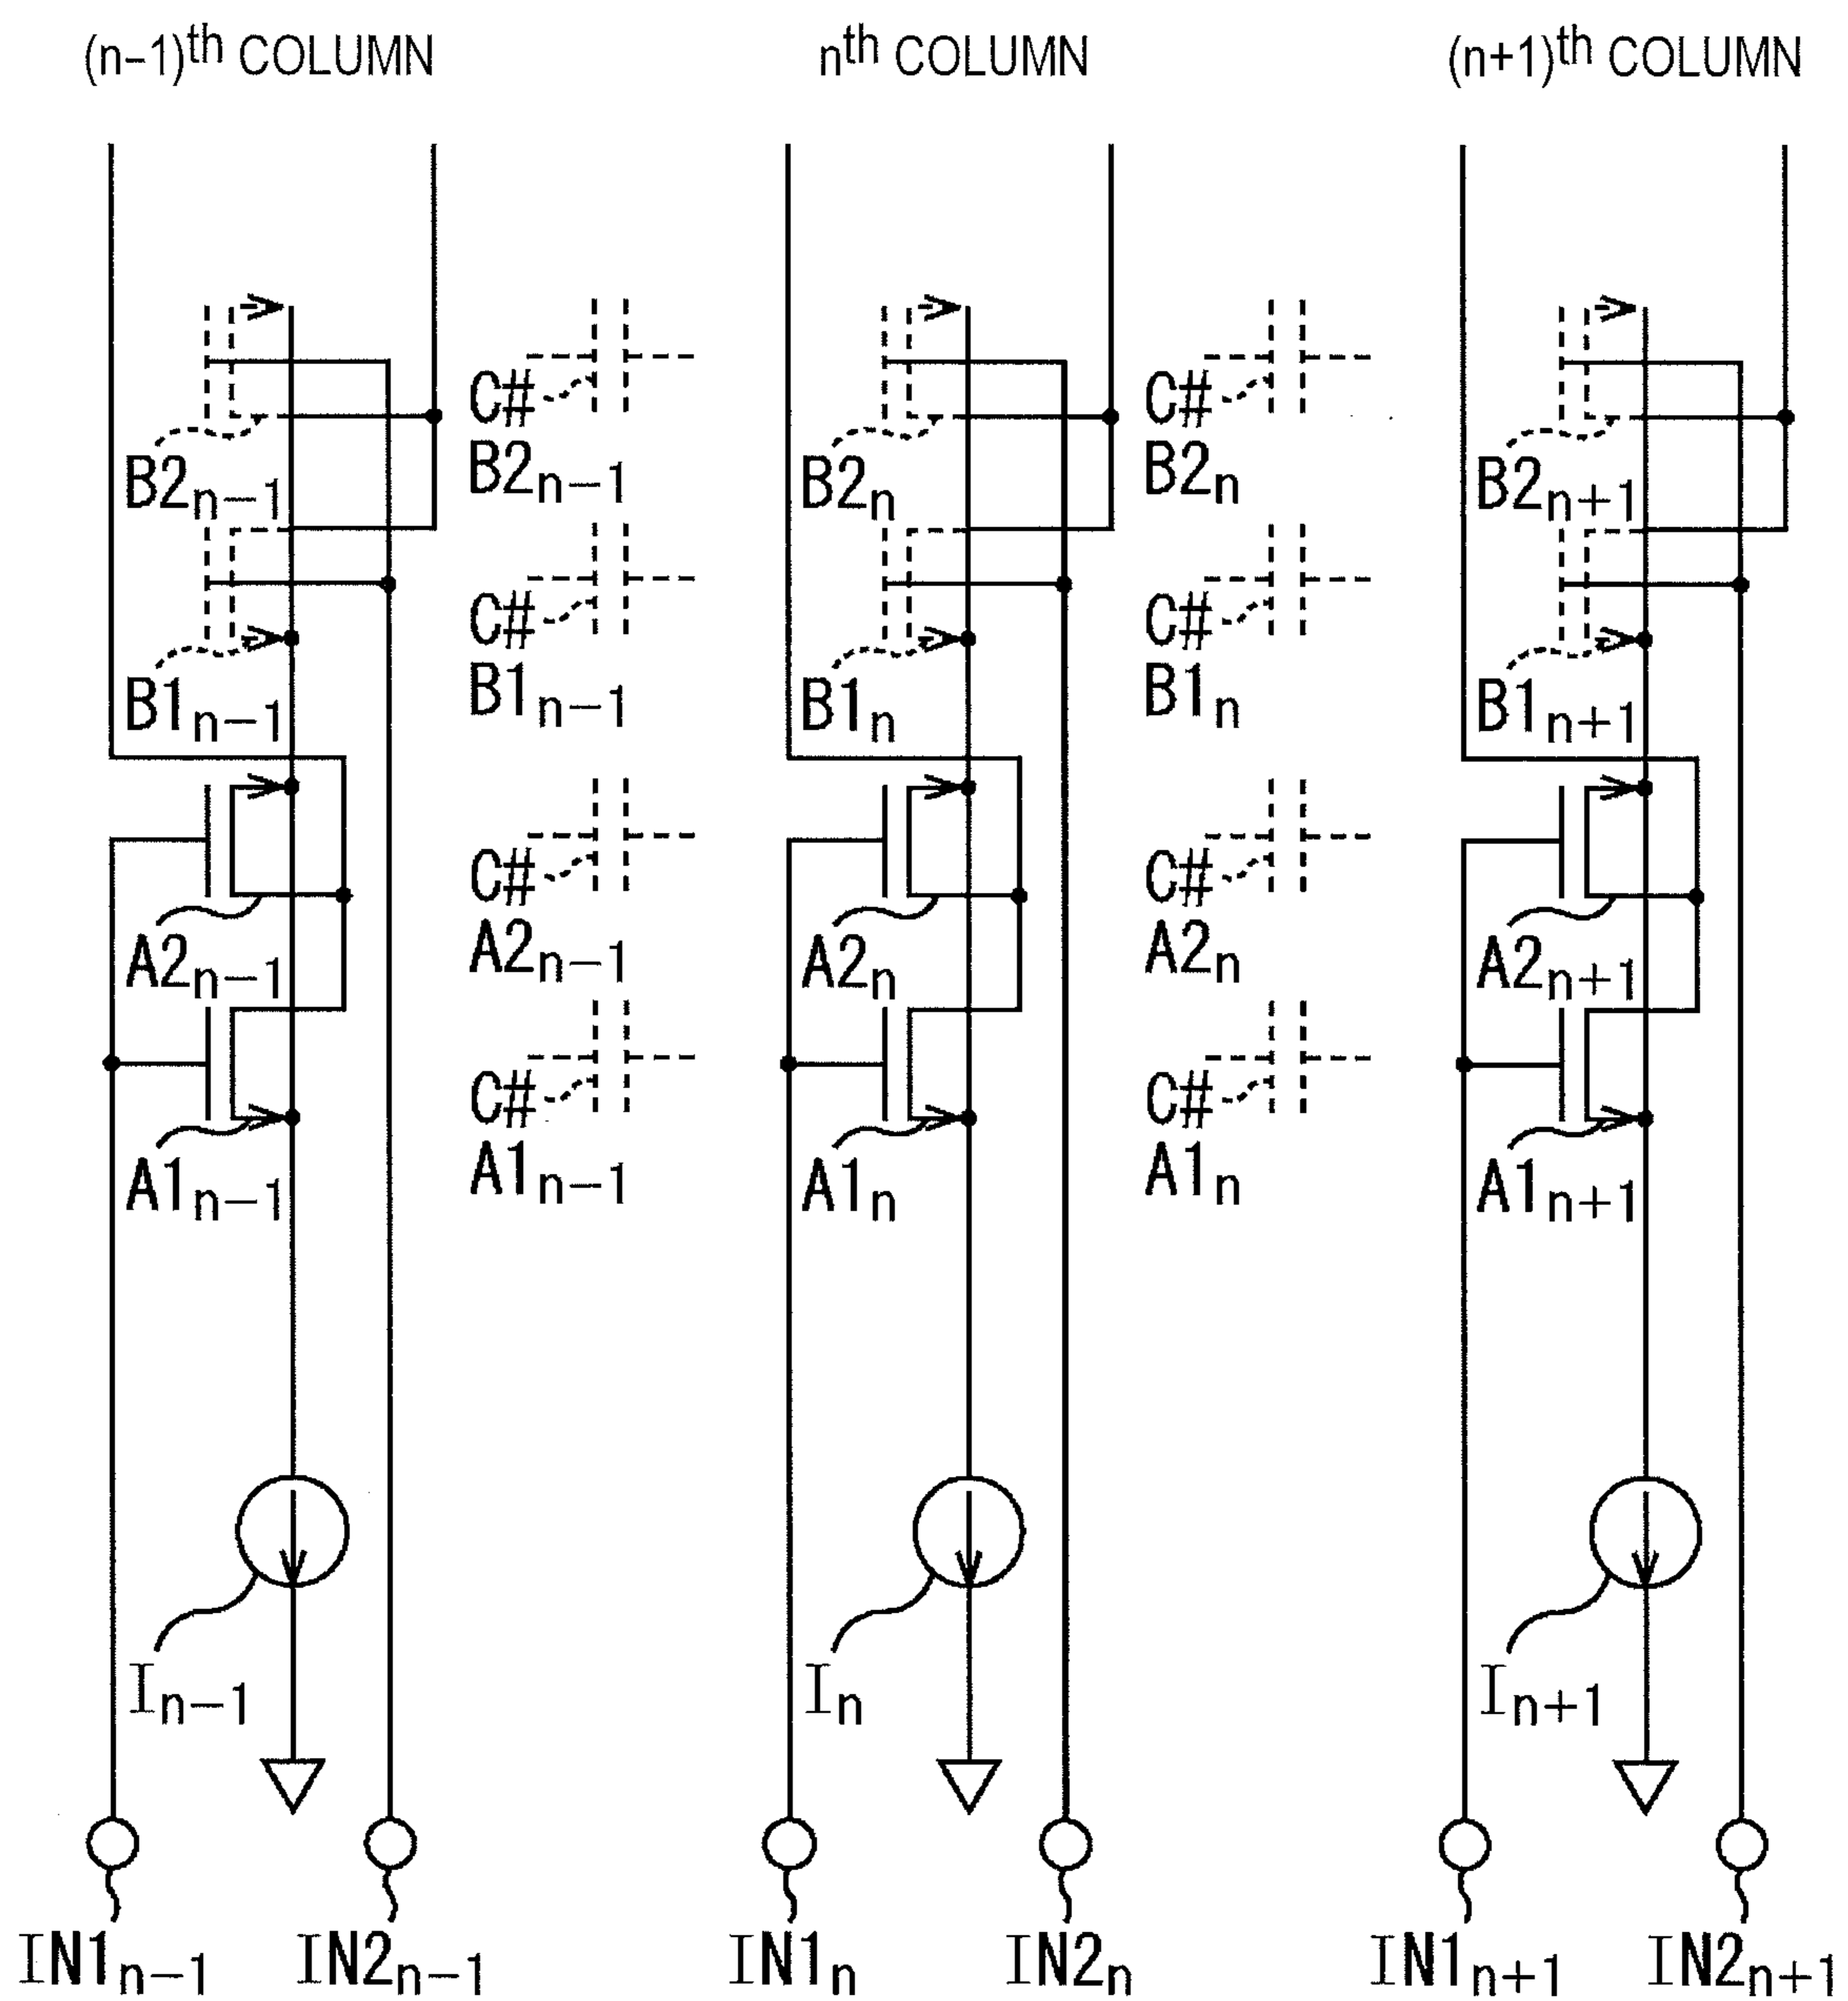 (n-1)th COLUMN nth COLUMN (n+1)th COLUMN
C# C#
B2n-1 B2n-1 B2n B2n B2n+1
C# C#
B1n-1 B1n-1 B1n B1n B1n+1
C# C#
A2n-1 A2n-1 A2n A2n A2n+1
C# C#
A1n-1 A1n-1 A1n A1n A1n+1
In-1 In In+1
IN1n-1 IN2n-1 IN1n IN2n IN1n+1 IN2n+1